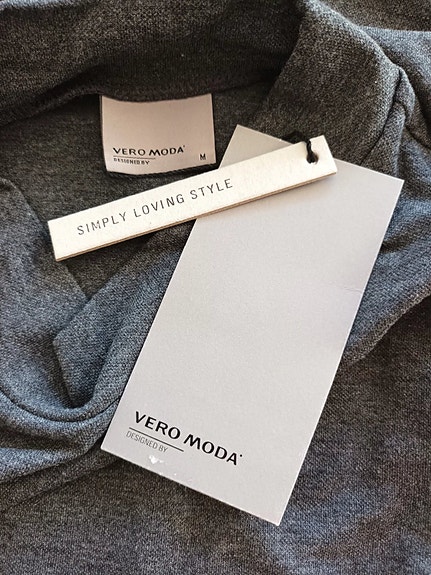 VERO MODA
DESIGNED BY
M
SIMPLY LOVING STYLE
VERO MODA
DESIGNED BY